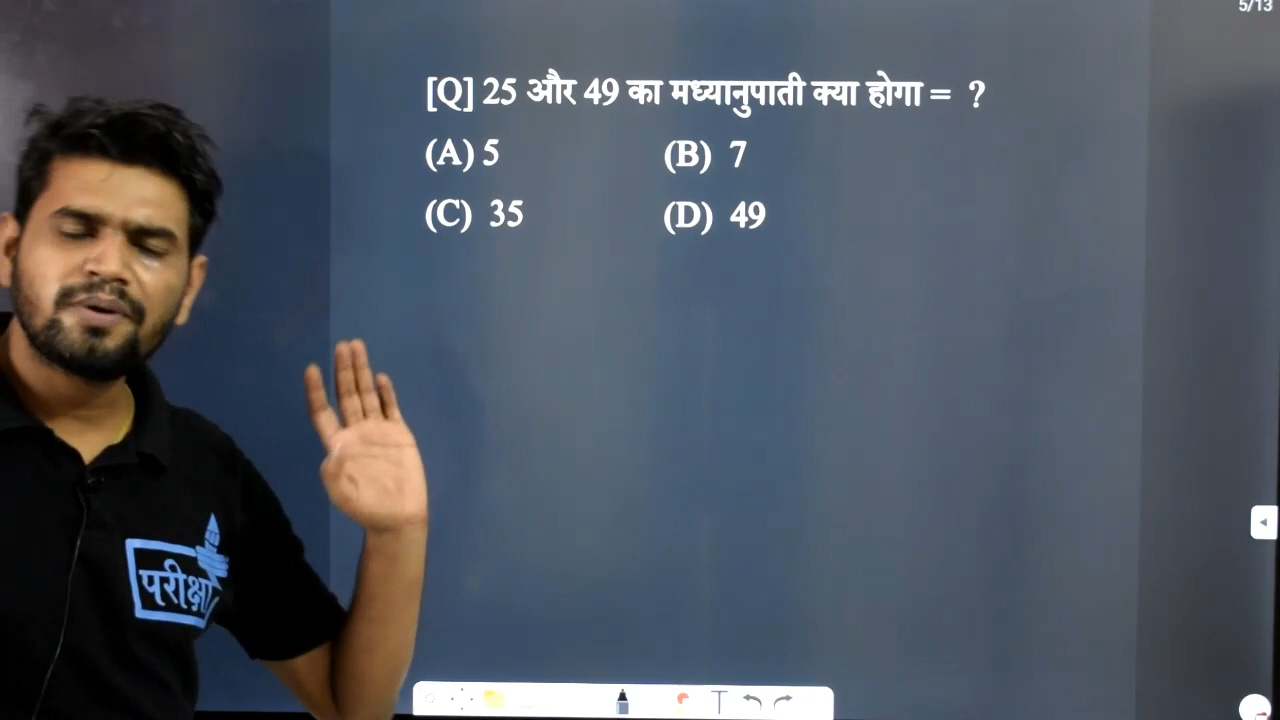 5/13
[Q] 25 और 49 का मध्यानुपाती क्या होगा = ?
(A) 5 (B) 7
(C) 35 (D) 49
परीक्षा